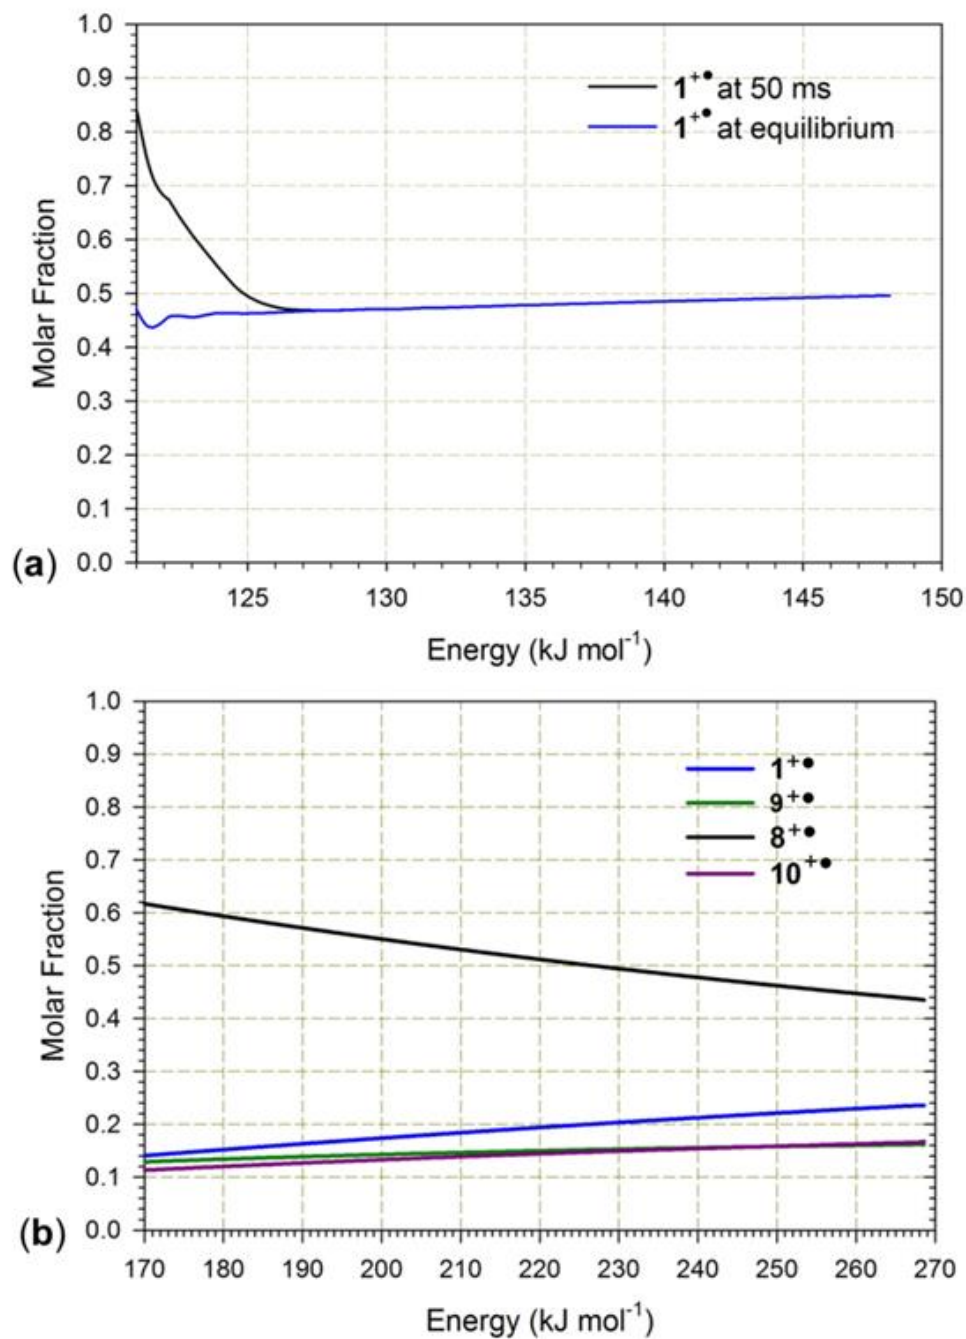 1.0
0.9
0.8
0.7
0.6
0.5
0.4
0.3
0.2
0.1
0.0
Molar Fraction
1+● at 50 ms
1+● at equilibrium
(a)
125 130 135 140 145 150
Energy (kJ mol-1)
1.0
0.9
0.8
0.7
0.6
0.5
0.4
0.3
0.2
0.1
0.0
Molar Fraction
1+●
9+●
8+●
10+●
(b)
170 180 190 200 210 220 230 240 250 260 270
Energy (kJ mol-1)